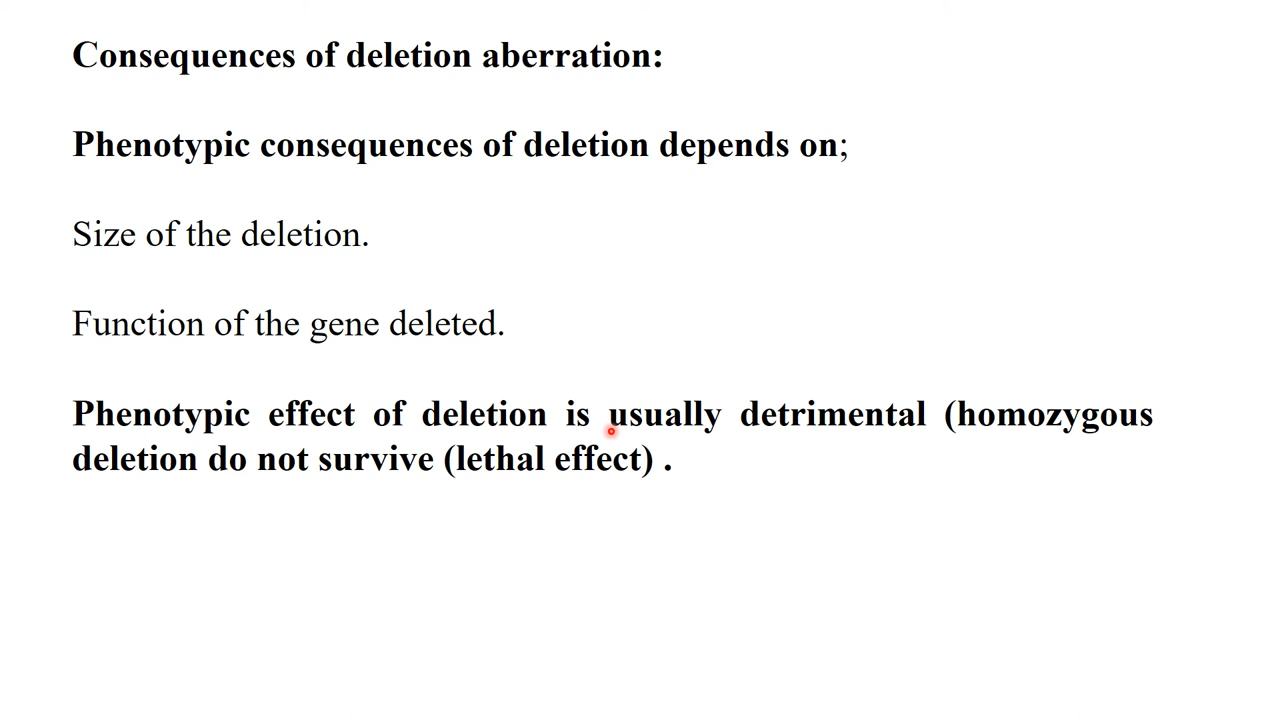 Consequences of deletion aberration:
Phenotypic consequences of deletion depends on;
Size of the deletion.
Function of the gene deleted.
Phenotypic effect of deletion is usually detrimental (homozygous
deletion do not survive (lethal effect) .